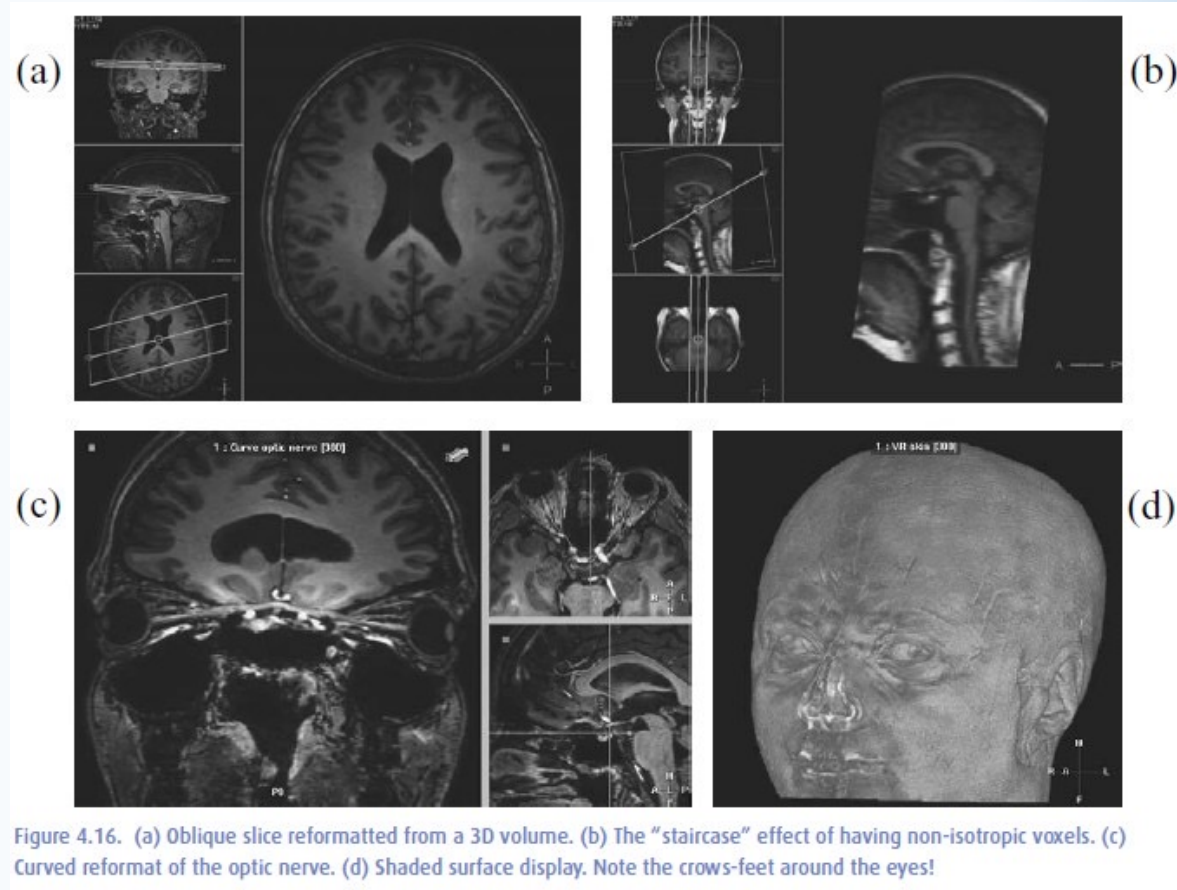 (a)
(b)
A
P
A
P
1 : Curve optic nerve [300]
(c)
1 : VR skin [300]
(d)
Figure 4.16. (a) Oblique slice reformatted from a 3D volume. (b) The “staircase” effect of having non-isotropic voxels. (c)
Curved reformat of the optic nerve. (d) Shaded surface display. Note the crows-feet around the eyes!